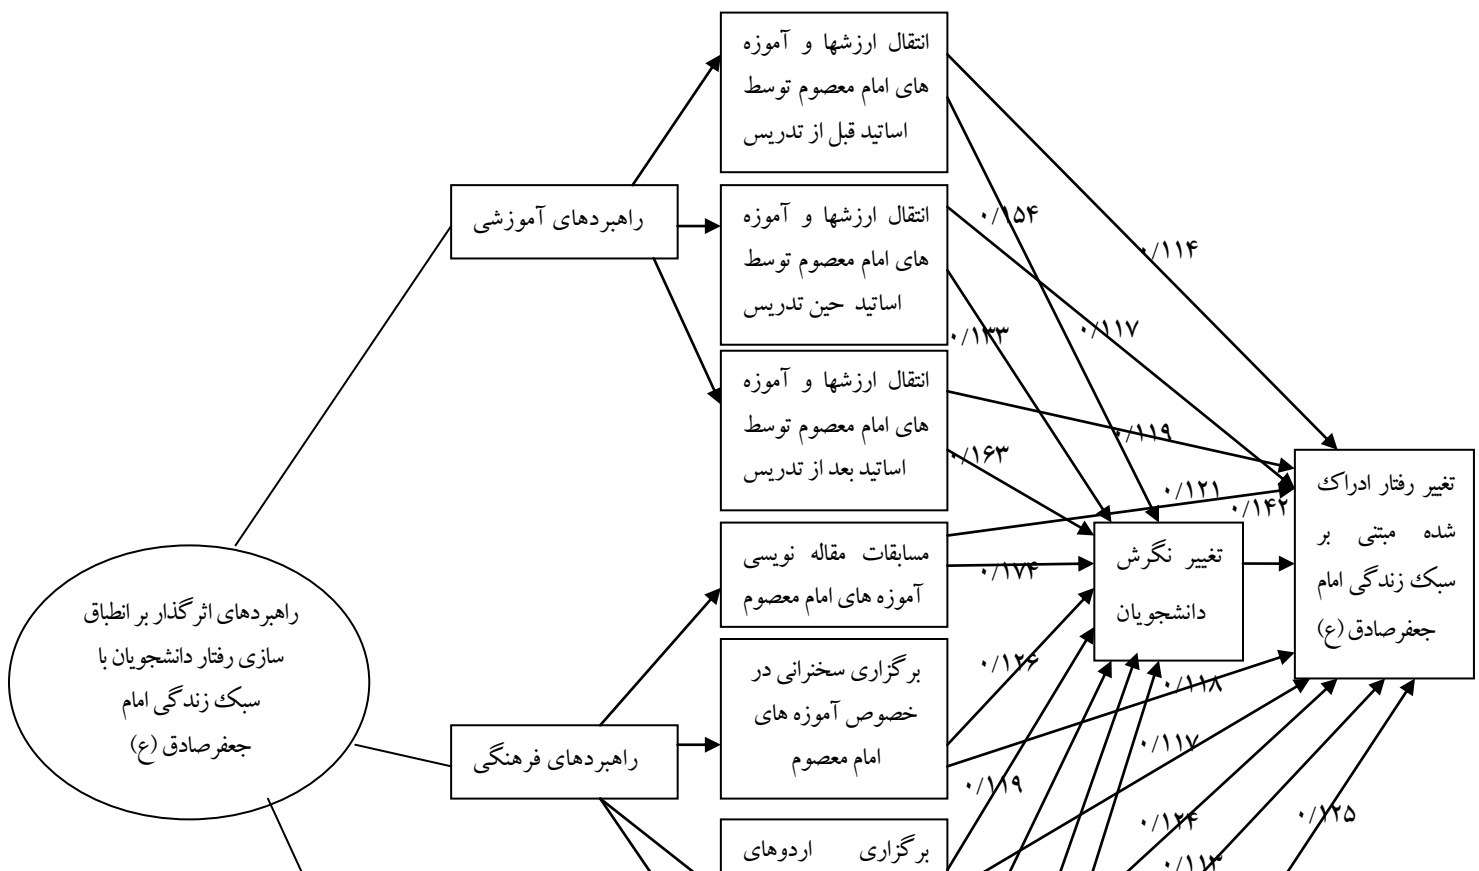 انتقال ارزشها و آموزه
های امام معصوم توسط
اساتید قبل از تدریس
راهبردهای آموزشی
انتقال ارزشها و آموزه
های امام معصوم توسط
اساتید حین تدریس
۰/۱۵۴
۰/۱۱۴
۰/۱۳۳
۰/۱۱۷
انتقال ارزشها و آموزه
های امام معصوم توسط
اساتید بعد از تدریس
۰/۱۱۹
۰/۱۶۳
۰/۱۲۱
۰/۱۴۲
تغییر رفتار ادراک
شده مبتنی بر
سبک زندگی امام
جعفرصادق (ع)
مسابقات مقاله نویسی
آموزه های امام معصوم
۰/۱۷۴
تغییر نگرش
دانشجویان
راهبردهای اثرگذار بر انطباق
سازی رفتار دانشجویان با
سبک زندگی امام
جعفرصادق (ع)
برگزاری سخنرانی در
خصوص آموزه های
امام معصوم
۰/۱۲۶
۰/۱۱۸
راهبردهای فرهنگی
۰/۱۱۷
۰/۱۱۹
۰/۱۲۴
۰/۱۲۵
برگزاری اردوهای
۰/۱۱۳